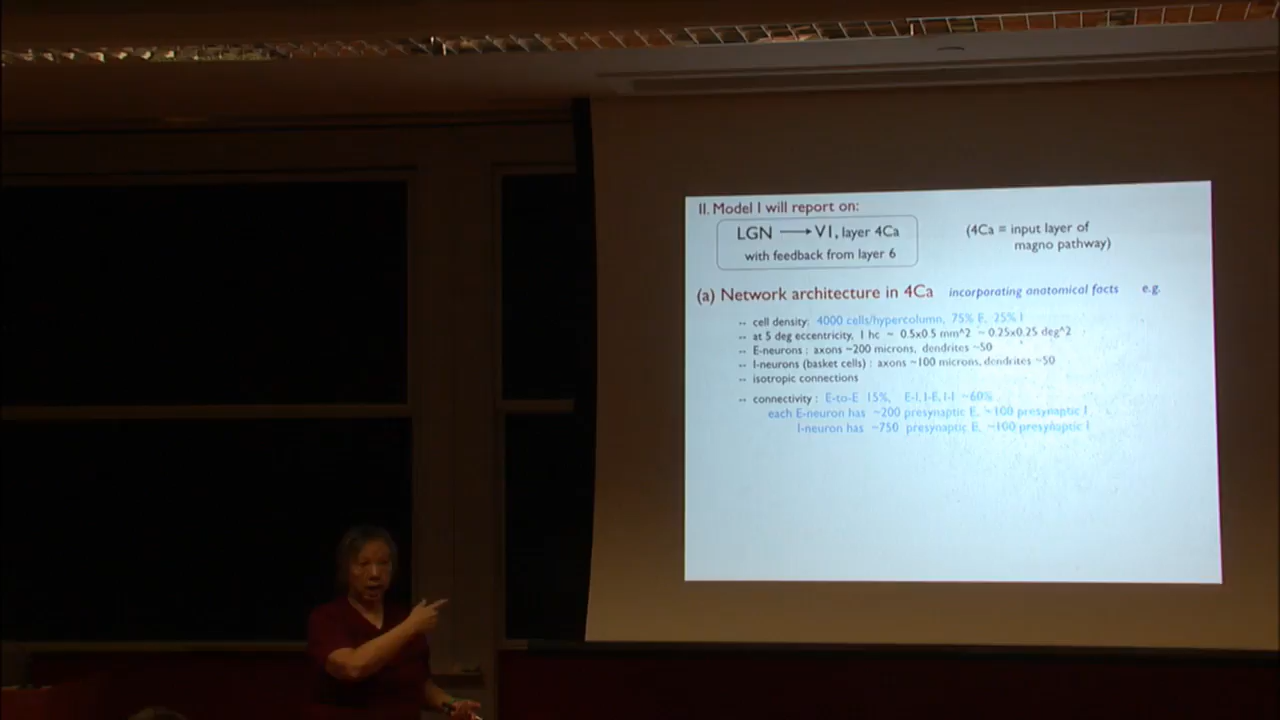 II. Model I will report on:
LGN → V1, layer 4Ca
with feedback from layer 6
(4Ca = input layer of
magno pathway)
(a) Network architecture in 4Ca incorporating anatomical facts e.g.
-- cell density: 4000 cells/hypercolumn, 75% E, 25% I
-- at 5 deg eccentricity, 1 hc ~ 0.5x0.5 mm^2 ~ 0.25x0.25 deg^2
-- E-neurons : axons ~200 microns, dendrites ~50
-- I-neurons (basket cells) : axons ~100 microns, dendrites ~50
-- isotropic connections
-- connectivity : E-to-E 15%, E-I, I-E, I-I ~60%
each E-neuron has ~200 presynaptic E, ~100 presynaptic I
I-neuron has ~750 presynaptic E, ~100 presynaptic I